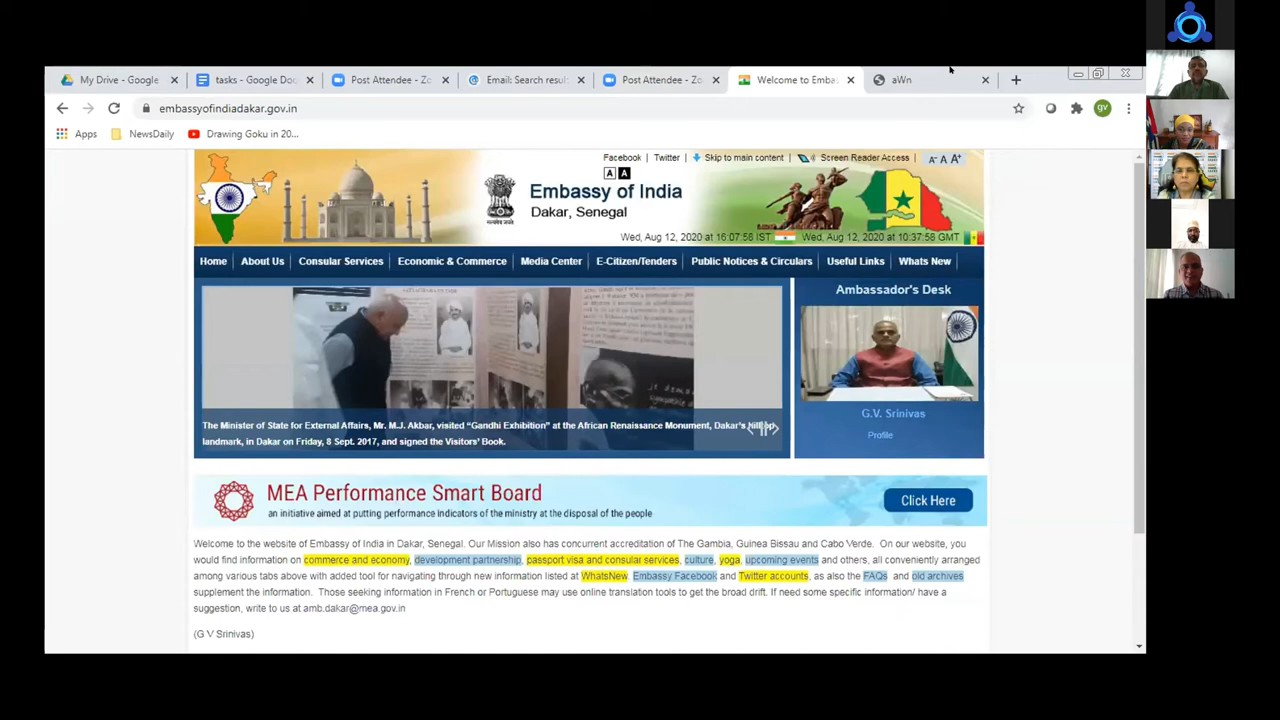 My Drive - Google
tasks - Google Doc
Post Attendee - Zo
Email: Search resul
Post Attendee - Zo
Welcome to Emba
aWn
embassyofindiadakar.gov.in
gv
Apps
NewsDaily
Drawing Goku in 20...
Facebook | Twitter | Skip to main content | Screen Reader Access | A- A A+
A A
Embassy of India
Dakar, Senegal
Wed, Aug 12, 2020 at 16:07:58 IST
Wed, Aug 12, 2020 at 10:37:58 GMT
Home | About Us | Consular Services | Economic & Commerce | Media Center | E-Citizen/Tenders | Public Notices & Circulars | Useful Links | Whats New |
Ambassador's Desk
The Minister of State for External Affairs, Mr. M.J. Akbar, visited “Gandhi Exhibition” at the African Renaissance Monument, Dakar’s hilltop
landmark, in Dakar on Friday, 8 Sept. 2017, and signed the Visitors’ Book.
G.V. Srinivas
Profile
MEA Performance Smart Board
an initiative aimed at putting performance indicators of the ministry at the disposal of the people
Click Here
Welcome to the website of Embassy of India in Dakar, Senegal. Our Mission also has concurrent accreditation of The Gambia, Guinea Bissau and Cabo Verde. On our website, you
would find information on commerce and economy, development partnership, passport visa and consular services, culture, yoga, upcoming events and others, all conveniently arranged
among various tabs above with added tool for navigating through new information listed at WhatsNew. Embassy Facebook and Twitter accounts, as also the FAQs and old archives
supplement the information. Those seeking information in French or Portuguese may use online translation tools to get the broad drift. If need some specific information/ have a
suggestion, write to us at amb.dakar@mea.gov.in
(G V Srinivas)